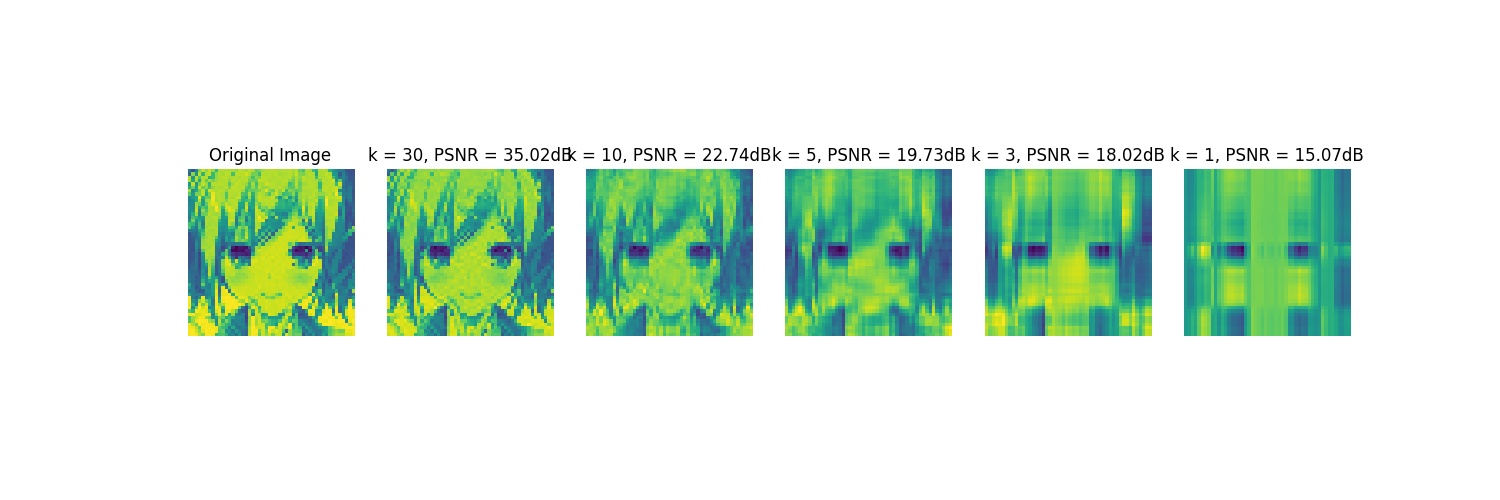 Original Image
k = 30, PSNR = 35.02dB
k = 10, PSNR = 22.74dB
k = 5, PSNR = 19.73dB
k = 3, PSNR = 18.02dB
k = 1, PSNR = 15.07dB